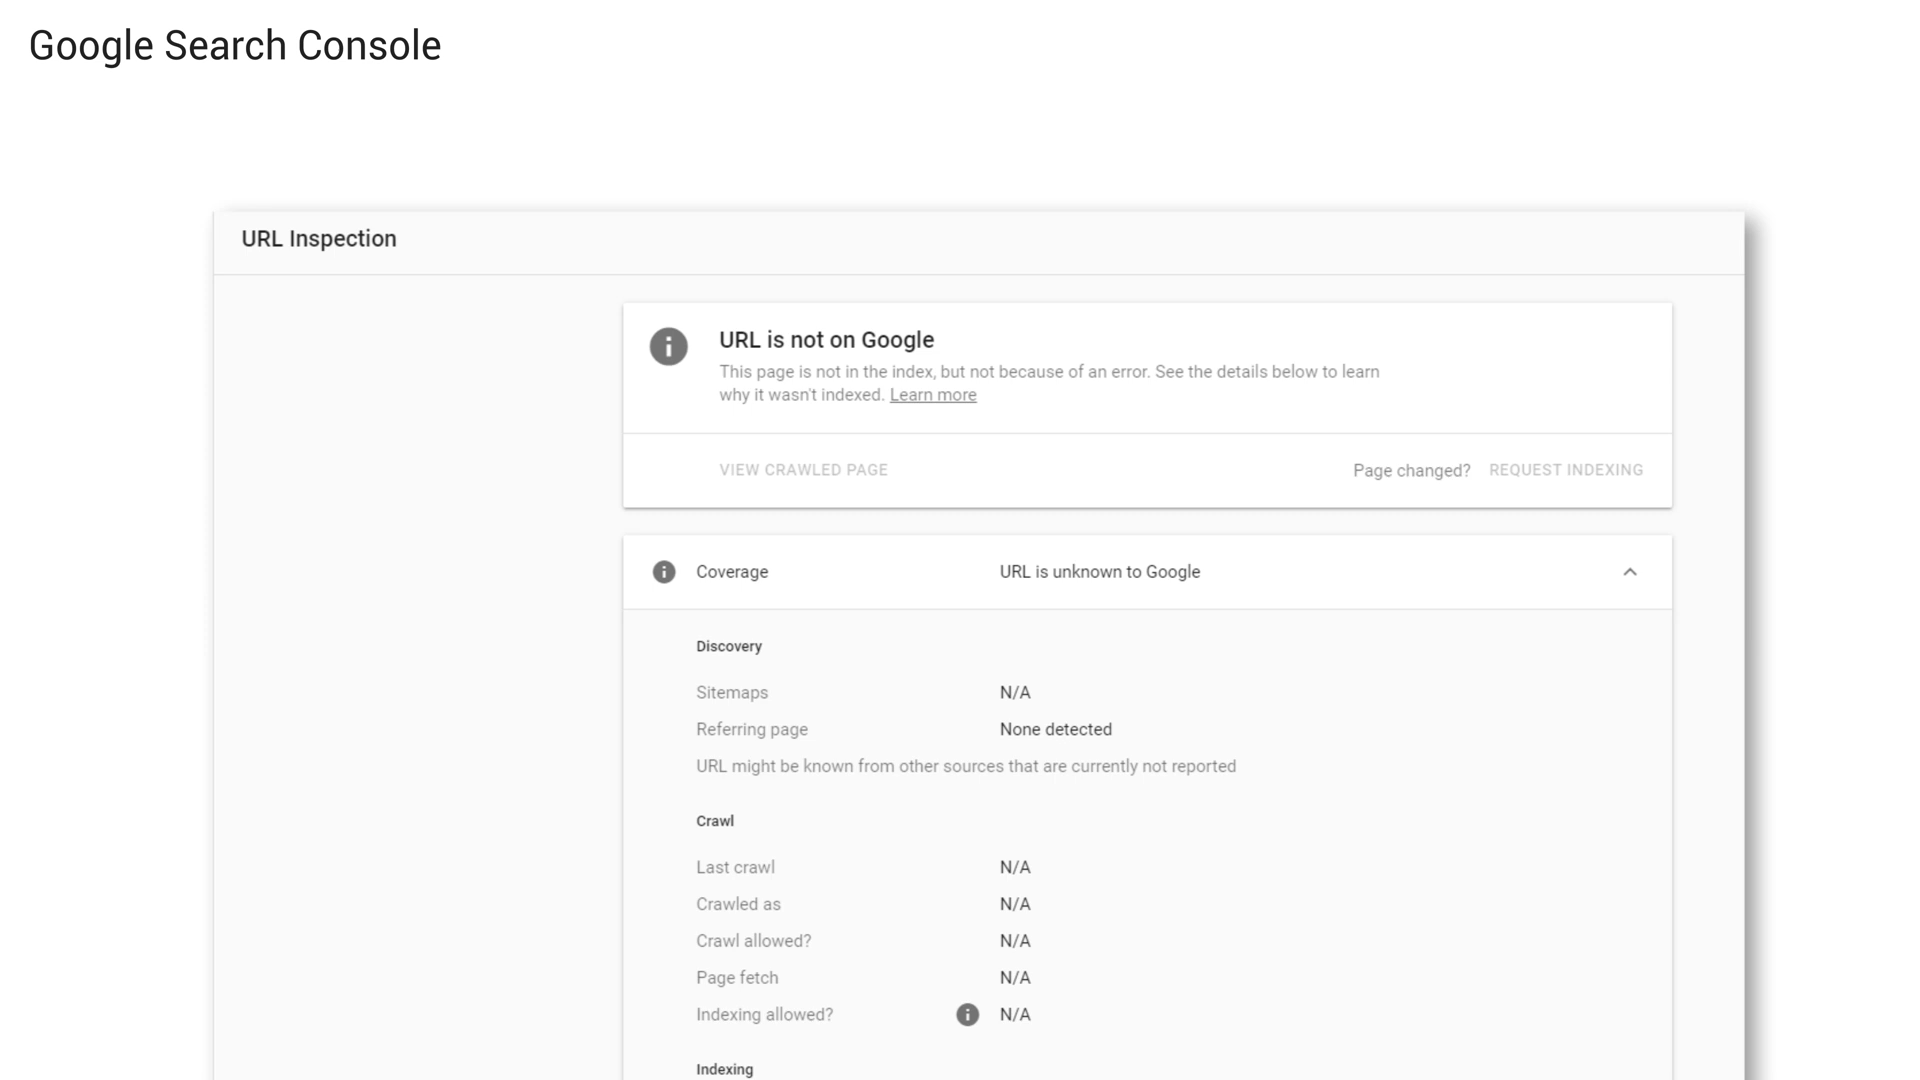 Google Search Console
URL Inspection
URL is not on Google
This page is not in the index, but not because of an error. See the details below to learn
why it wasn't indexed. Learn more
VIEW CRAWLED PAGE
Page changed? REQUEST INDEXING
Coverage URL is unknown to Google
Discovery
Sitemaps N/A
Referring page None detected
URL might be known from other sources that are currently not reported
Crawl
Last crawl N/A
Crawled as N/A
Crawl allowed? N/A
Page fetch N/A
Indexing allowed? N/A
Indexing